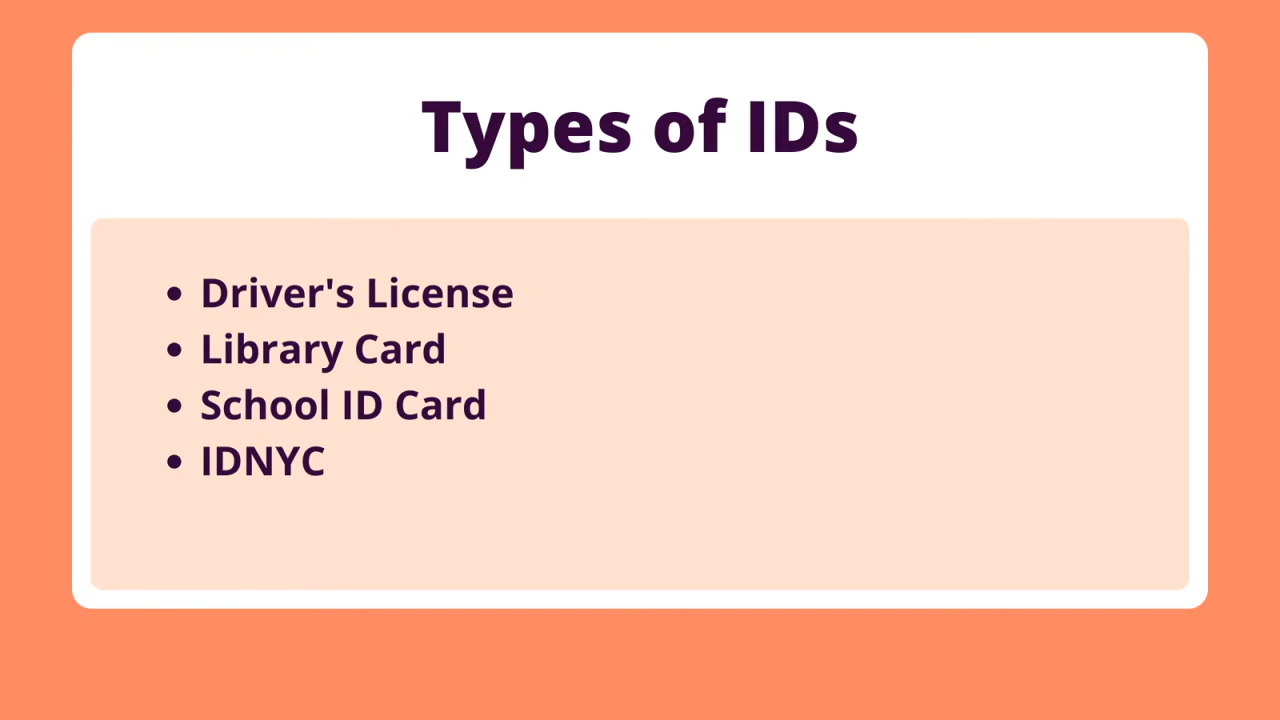 Types of IDs
• Driver's License
• Library Card
• School ID Card
• IDNYC